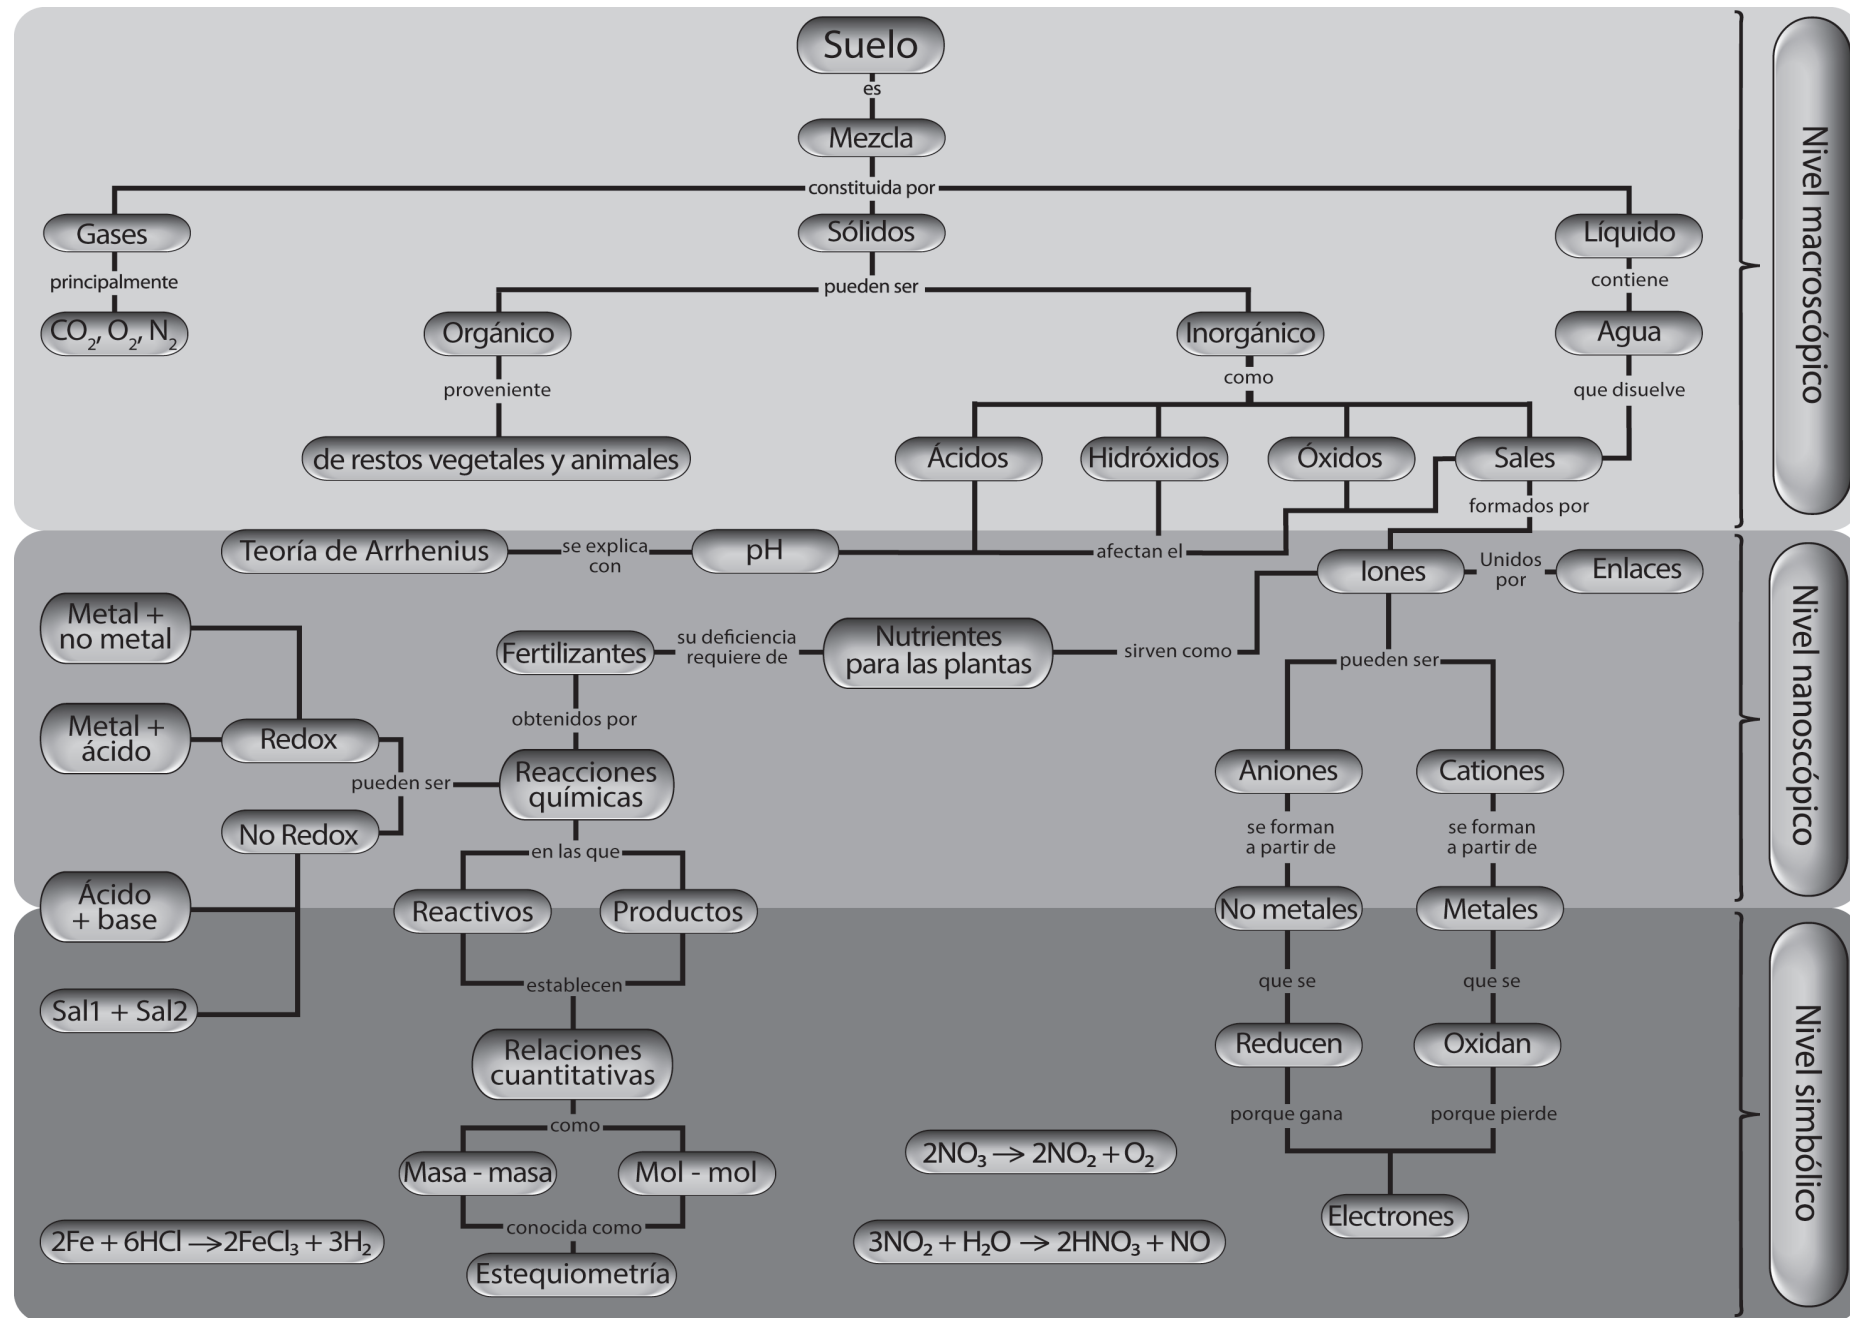 Suelo
es
Mezcla
constituida por
Gases
Sólidos
Líquido
principalmente
pueden ser
contiene
CO₂, O₂, N₂
Orgánico
Inorgánico
Agua
proveniente
como
que disuelve
de restos vegetales y animales
Ácidos
Hidróxidos
Óxidos
Sales
formados por
Nivel macroscópico
Teoría de Arrhenius
se explica
con
pH
afectan el
Iones
Unidos
por
Enlaces
Metal +
no metal
Fertilizantes
su deficiencia
requiere de
Nutrientes
para las plantas
sirven como
pueden ser
Metal +
ácido
Redox
obtenidos por
pueden ser
Reacciones
químicas
Aniones
Cationes
No Redox
en las que
se forman
a partir de
se forman
a partir de
Nivel nanoscópico
Ácido
+ base
Reactivos
Productos
No metales
Metales
establecen
que se
que se
Sal1 + Sal2
Relaciones
cuantitativas
Reducen
Oxidan
como
porque gana
porque pierde
Masa - masa
Mol - mol
2NO₃ → 2NO₂ + O₂
conocida como
Electrones
2Fe + 6HCl → 2FeCl₃ + 3H₂
Estequiometría
3NO₂ + H₂O → 2HNO₃ + NO
Nivel simbólico